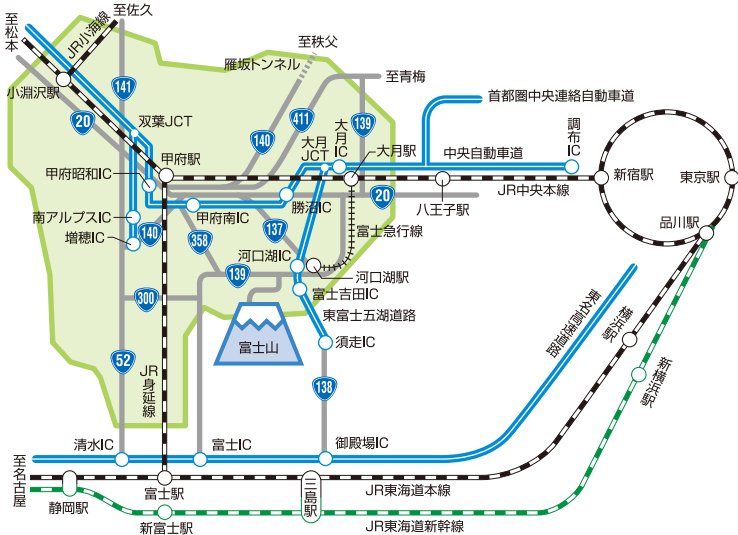 至佐久
至松本
JR小海線
至秩父
雁坂トンネル
至青梅
小淵沢駅
141
20
双葉JCT
411
140
139
首都圏中央連絡自動車道
大月JCT
大月IC
大月駅
中央自動車道
調布IC
甲府駅
甲府昭和IC
JR中央本線
新宿駅
東京駅
八王子駅
20
勝沼IC
甲府南IC
南アルプスIC
増穂IC
140
358
137
富士急行線
品川駅
河口湖IC
139
河口湖駅
富士吉田IC
300
東富士五湖道路
富士山
須走IC
東名高速道路
横浜駅
新横浜駅
52
JR身延線
138
清水IC
富士IC
御殿場IC
至名古屋
静岡駅
富士駅
三島駅
JR東海道本線
新富士駅
JR東海道新幹線